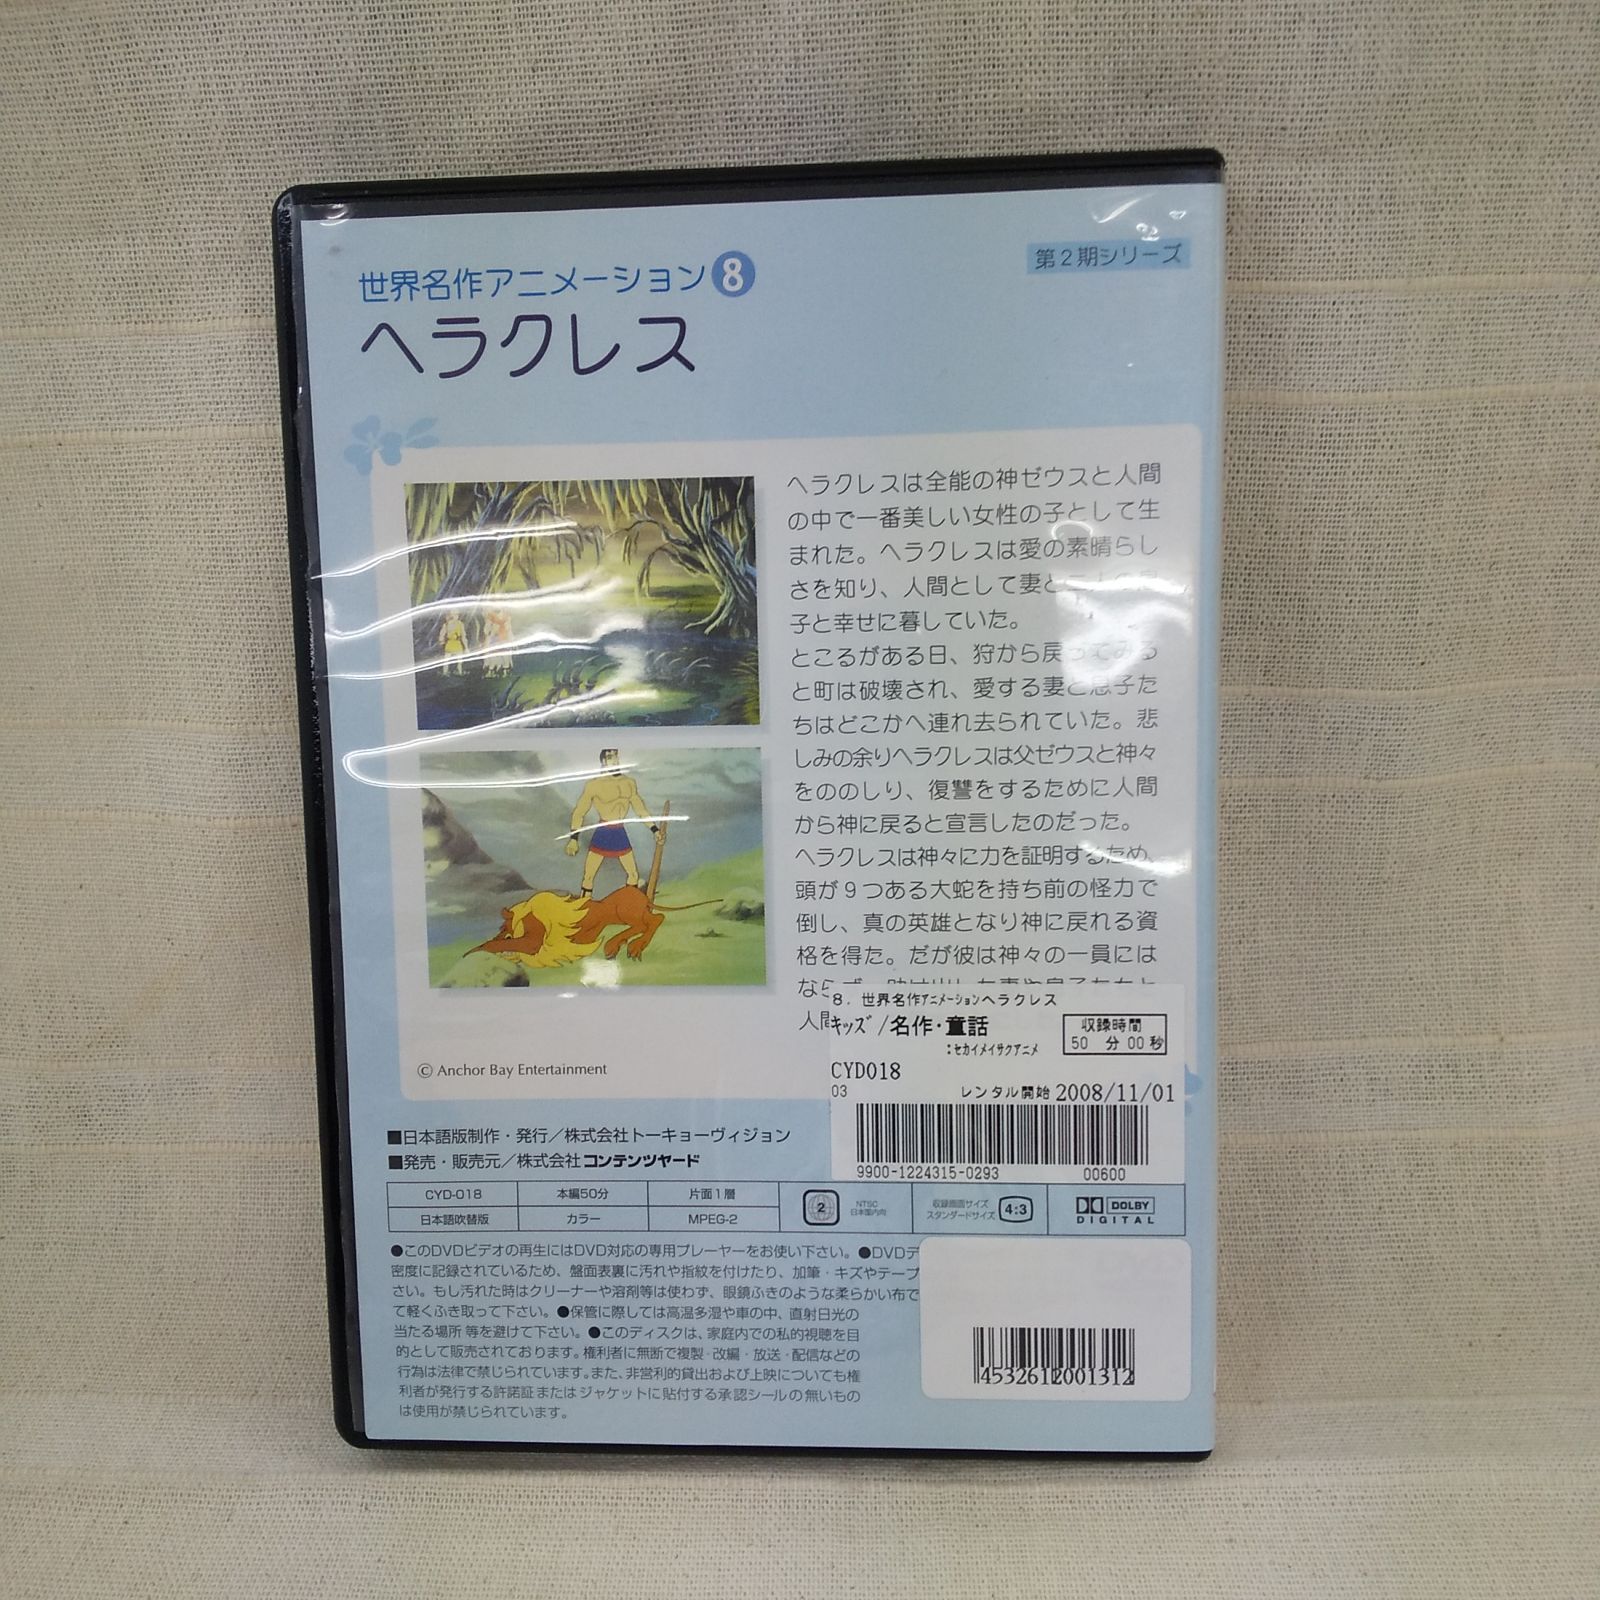 世界名作アニメーション8
第2期シリーズ
ヘラクレス
ヘラクレスは全能の神ゼウスと人間
の中で一番美しい女性の子として生
まれた。ヘラクレスは愛の素晴らし
さを知り、人間として妻と
子と幸せに暮していた。
ところがある日、狩から戻ってみる
と町は破壊され、愛する妻と息子た
ちはどこかへ連れ去られていた。悲
しみの余りヘラクレスは父ゼウスと神々
をののしり、復讐をするために人間
から神に戻ると宣言したのだった。
ヘラクレスは神々に力を証明するため、
頭が9つある大蛇を持ち前の怪力で
倒し、真の英雄となり神に戻れる資
格を得た。だが彼は神々の一員には
人間
8. 世界名作アニメーションヘラクレス
キッズ/名作・童話
収録時間
50 分 00 秒
:セカイメイサクアニメ
CYD018
03 レンタル開始 2008/11/01
9900-1224315-0293 00600
© Anchor Bay Entertainment
■日本語版制作・発行／株式会社トーキョーヴィジョン
■発売・販売元／株式会社コンテンツヤード
CYD-018 本編50分 片面1層
日本語吹替版 カラー MPEG-2
2 NTSC 日本国内向
収録画面サイズ スタンダードサイズ 4:3
DOLBY DIGITAL
●このDVDビデオの再生にはDVD対応の専用プレーヤーをお使い下さい。●DVDデ
密度に記録されているため、盤面表裏に汚れや指紋を付けたり、加筆・キズやテープ
さい。もし汚れた時はクリーナーや溶剤等は使わず、眼鏡ふきのような柔らかい布で
て軽くふき取って下さい。●保管に際しては高温多湿や車の中、直射日光の
当たる場所 等を避けて下さい。●このディスクは、家庭内での私的視聴を目
的として販売されております。権利者に無断で複製・改編・放送・配信などの
行為は法律で禁じられています。また、非営利的貸出および上映についても権
利者が発行する許諾証またはジャケットに貼付する承認シールの無いもの
は使用が禁じられています。
4532612001312